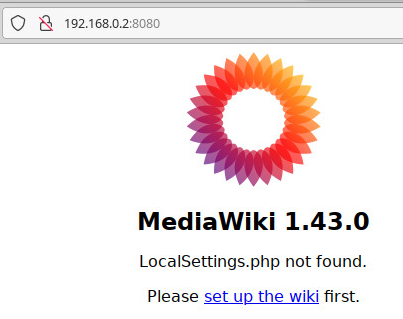 192.168.0.2:8080
MediaWiki 1.43.0
LocalSettings.php not found.
Please set up the wiki first.